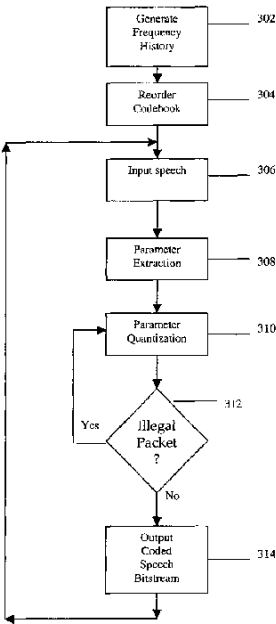 Generate
Frequency
History
302
Reorder
Codebook
304
Input speech
306
Parameter
Extraction
308
Parameter
Quantization
310
312
Illegal
Packet
?
Yes
No
Output
Coded
Speech
Bitstream
314